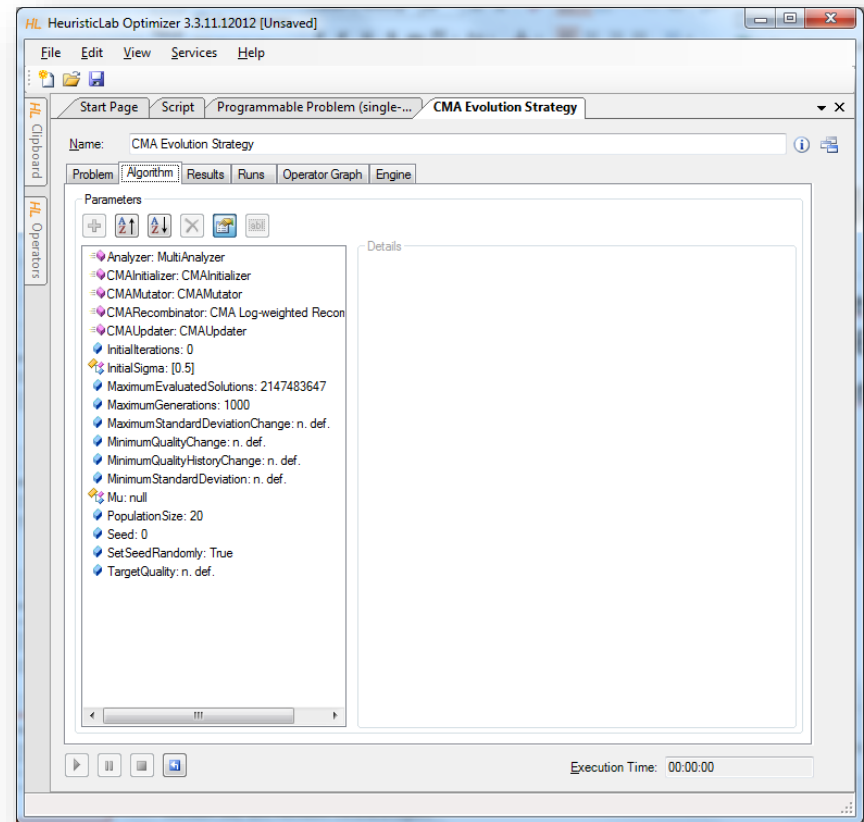 HL HeuristicLab Optimizer 3.3.11.12012 [Unsaved]
File Edit View Services Help
Start Page Script Programmable Problem (single-... CMA Evolution Strategy
HL Clipboard
HL Operators
Name: CMA Evolution Strategy
Problem Algorithm Results Runs Operator Graph Engine
Parameters
Details
Analyzer: MultiAnalyzer
CMAInitializer: CMAInitializer
CMAMutator: CMAMutator
CMARecombinator: CMA Log-weighted Recon
CMAUpdater: CMAUpdater
InitialIterations: 0
InitialSigma: [0.5]
MaximumEvaluatedSolutions: 2147483647
MaximumGenerations: 1000
MaximumStandardDeviationChange: n. def.
MinimumQualityChange: n. def.
MinimumQualityHistoryChange: n. def.
MinimumStandardDeviation: n. def.
Mu: null
PopulationSize: 20
Seed: 0
SetSeedRandomly: True
TargetQuality: n. def.
Execution Time: 00:00:00